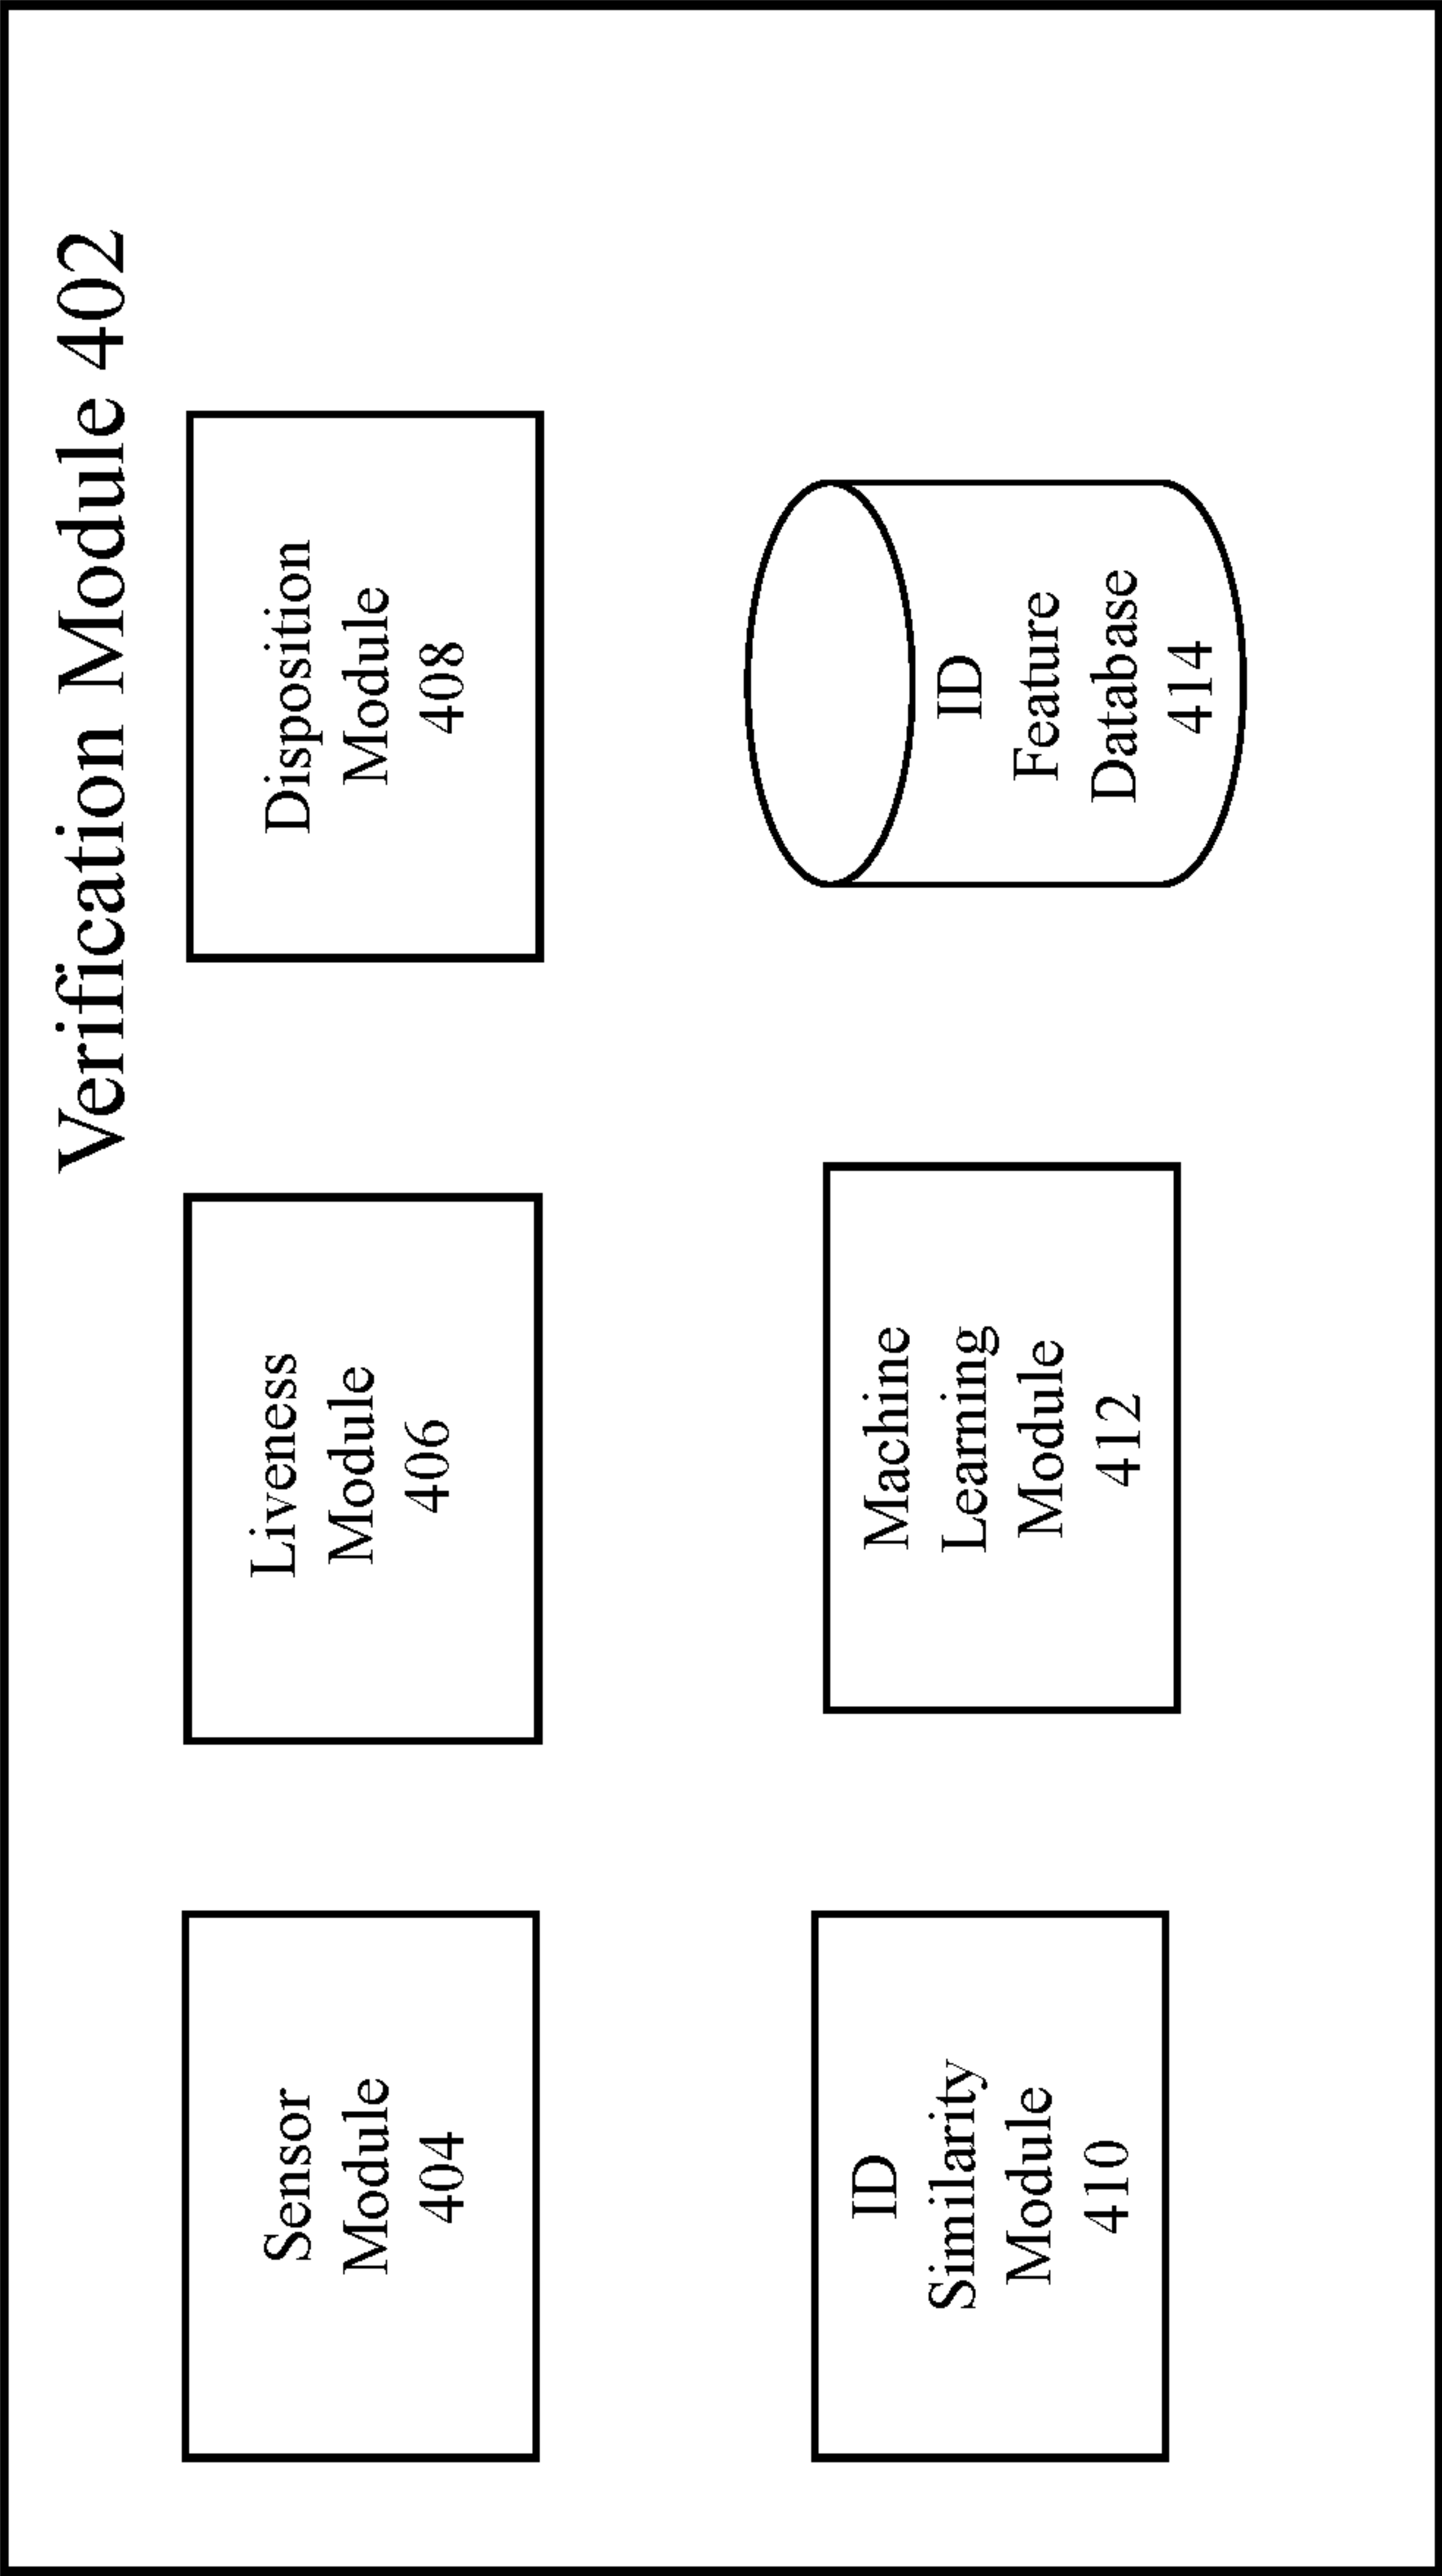 Verification Module 402
Sensor
Module
404
Liveness
Module
406
Disposition
Module
408
ID
Similarity
Module
410
Machine
Learning
Module
412
ID
Feature
Database
414